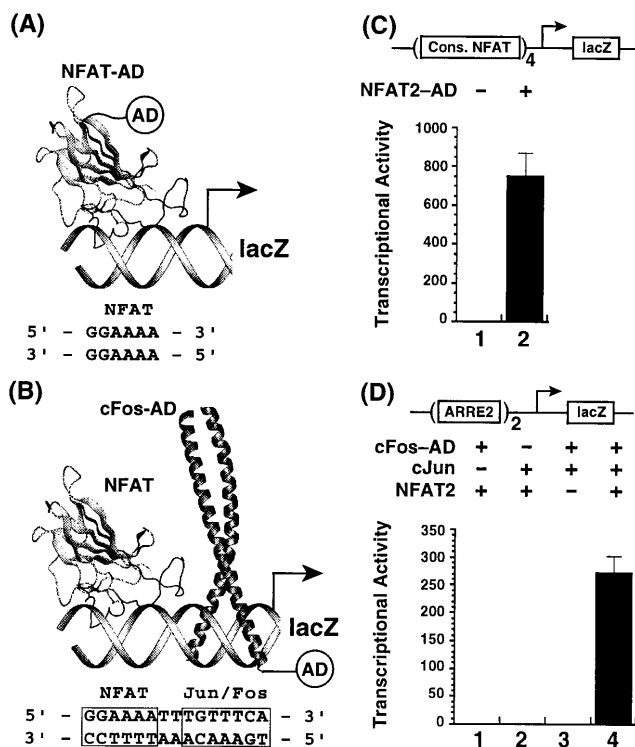 (A)
NFAT-AD
AD
lacZ
NFAT
5' - GGAAAA - 3'
3' - GGAAAA - 5'
(B)
cFos-AD
NFAT
lacZ
AD
NFAT Jun/Fos
5' - GGAAAATTTGTTTCA - 3'
3' - CCTTTTAAACAAAGT - 5'
(C)
( Cons. NFAT )4 lacZ
NFAT2–AD - +
Transcriptional Activity
1000
800
600
400
200
0
1 2
(D)
( ARRE2 )2 lacZ
cFos–AD + - + +
cJun - + + +
NFAT2 + + - +
Transcriptional Activity
350
300
250
200
150
100
50
0
1 2 3 4